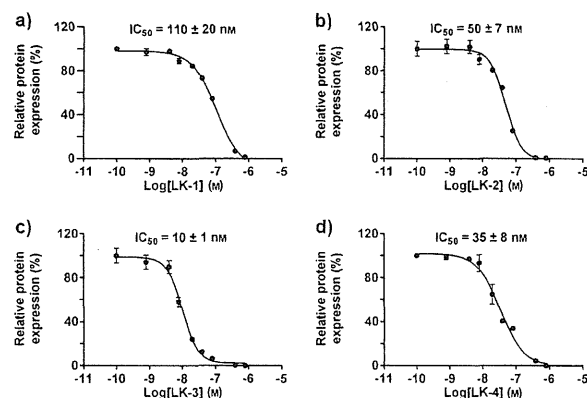 a)
IC50 = 110 ± 20 nM
Relative protein
expression (%)
120
80
40
0
-11 -10 -9 -8 -7 -6 -5
Log[LK-1] (M)
b)
IC50 = 50 ± 7 nM
Relative protein
expression (%)
120
80
40
0
-11 -10 -9 -8 -7 -6 -5
Log[LK-2] (M)
c)
IC50 = 10 ± 1 nM
Relative protein
expression (%)
120
80
40
0
-11 -10 -9 -8 -7 -6 -5
Log[LK-3] (M)
d)
IC50 = 35 ± 8 nM
Relative protein
expression (%)
120
80
40
0
-11 -10 -9 -8 -7 -6 -5
Log[LK-4] (M)